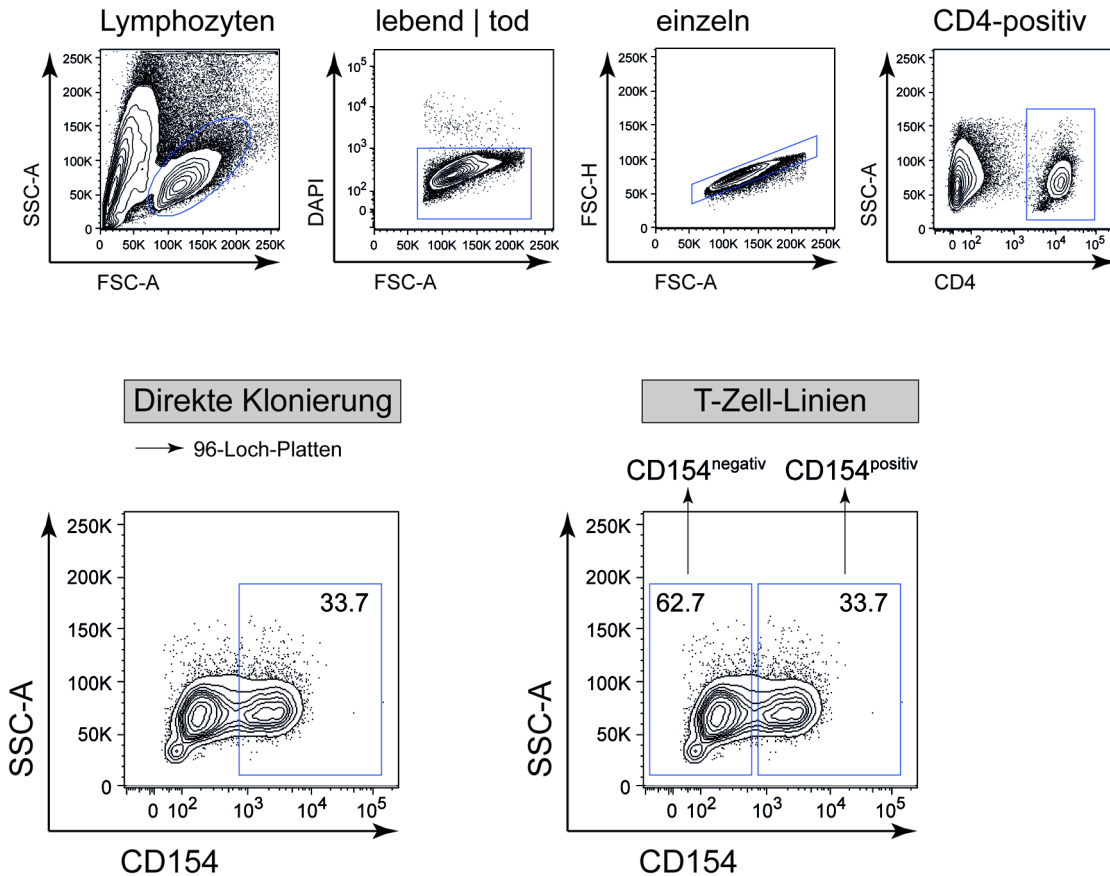 Lymphozyten
lebend | tod
einzeln
CD4-positiv
SSC-A
250K
200K
150K
100K
50K
0
0 50K 100K 150K 200K 250K
FSC-A
DAPI
10⁵
10⁴
10³
10²
0
0 50K 100K 150K 200K 250K
FSC-A
FSC-H
250K
200K
150K
100K
50K
0
0 50K 100K 150K 200K 250K
FSC-A
SSC-A
250K
200K
150K
100K
50K
0
0 10² 10³ 10⁴ 10⁵
CD4
Direkte Klonierung
96-Loch-Platten
SSC-A
250K
200K
150K
100K
50K
0
33.7
0 10² 10³ 10⁴ 10⁵
CD154
T-Zell-Linien
CD154negativ CD154positiv
SSC-A
250K
200K
150K
100K
50K
0
62.7 33.7
0 10² 10³ 10⁴ 10⁵
CD154